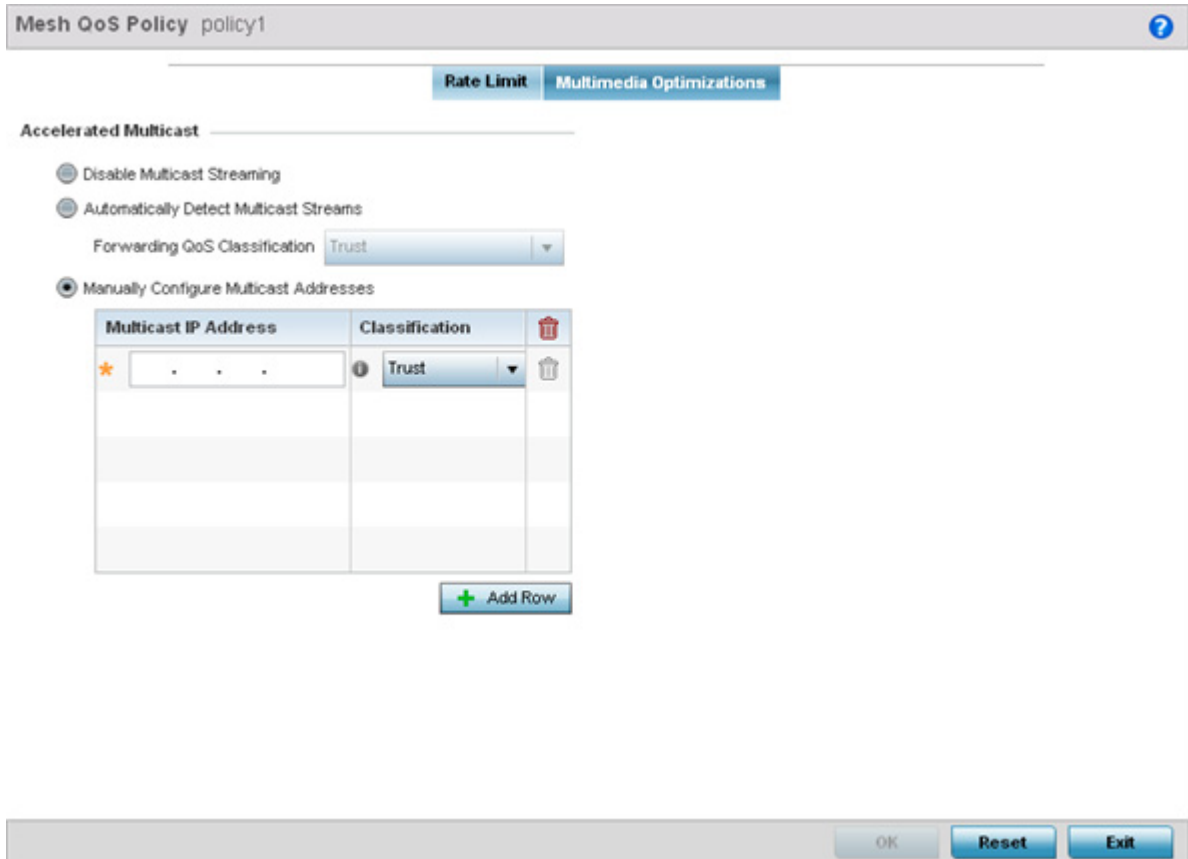 Mesh QoS Policy policy1
Rate Limit
Multimedia Optimizations
Accelerated Multicast
Disable Multicast Streaming
Automatically Detect Multicast Streams
Forwarding QoS Classification Trust
Manually Configure Multicast Addresses
Multicast IP Address Classification
* . . . Trust
Add Row
OK Reset Exit